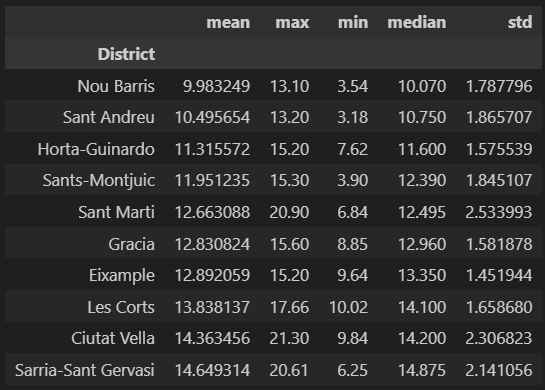 mean max min median std
District
Nou Barris 9.983249 13.10 3.54 10.070 1.787796
Sant Andreu 10.495654 13.20 3.18 10.750 1.865707
Horta-Guinardo 11.315572 15.20 7.62 11.600 1.575539
Sants-Montjuic 11.951235 15.30 3.90 12.390 1.845107
Sant Marti 12.663088 20.90 6.84 12.495 2.533993
Gracia 12.830824 15.60 8.85 12.960 1.581878
Eixample 12.892059 15.20 9.64 13.350 1.451944
Les Corts 13.838137 17.66 10.02 14.100 1.658680
Ciutat Vella 14.363456 21.30 9.84 14.200 2.306823
Sarria-Sant Gervasi 14.649314 20.61 6.25 14.875 2.141056